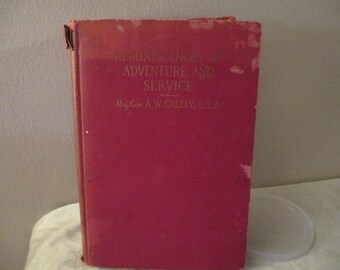 REMINISCENCES OF
ADVENTURE AND
SERVICE
MAJ. GEN. A. W. GREELY, U.S.A.